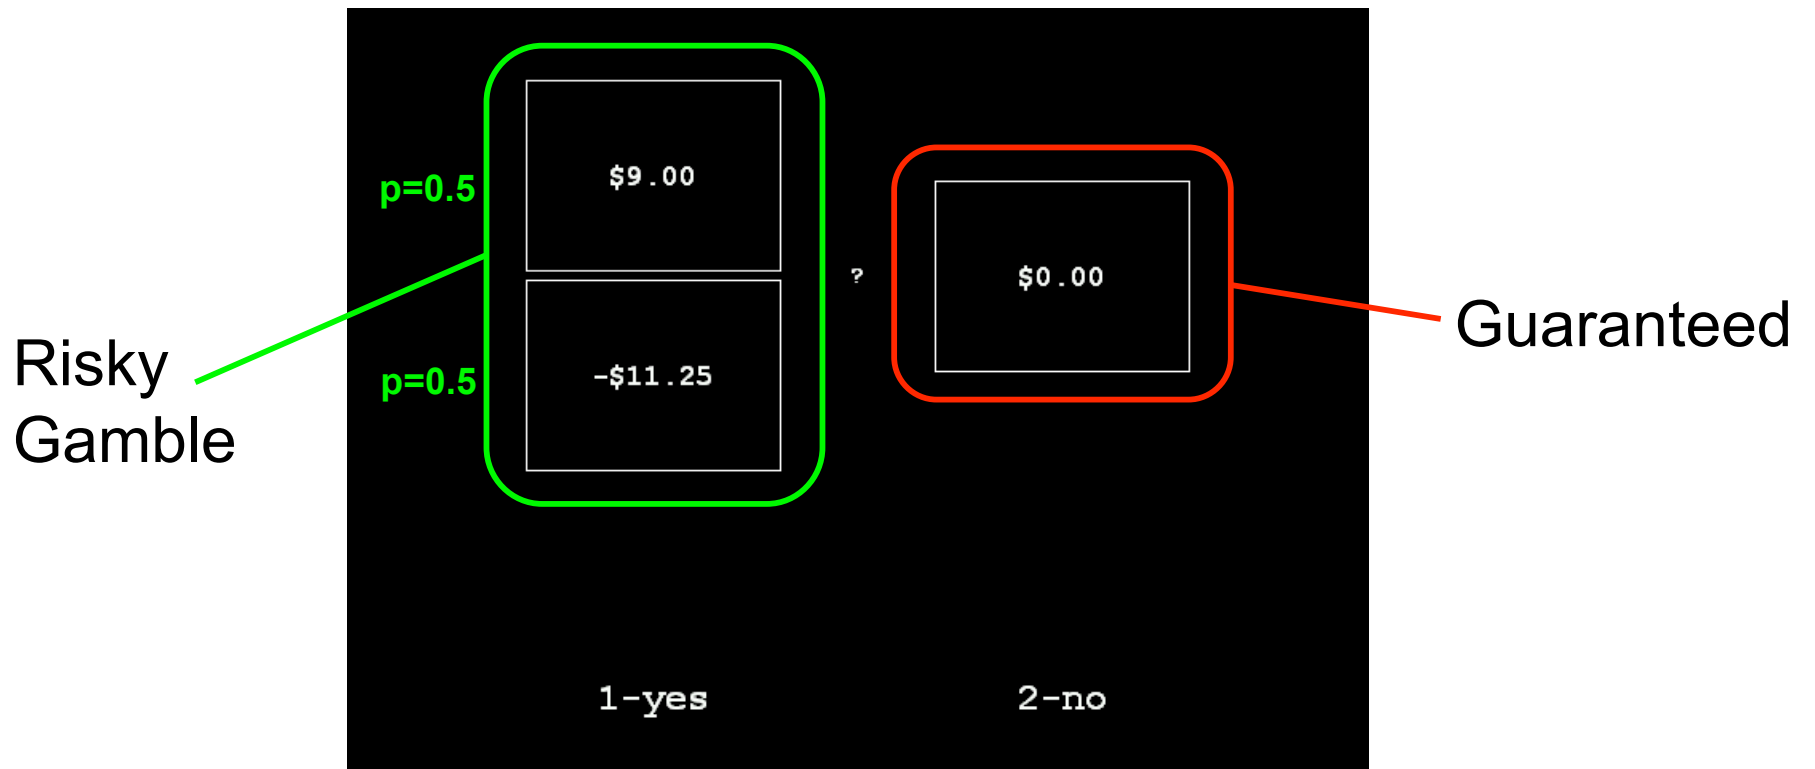 p=0.5
$9.00
p=0.5
-$11.25
?
$0.00
Risky
Gamble
Guaranteed
1-yes
2-no